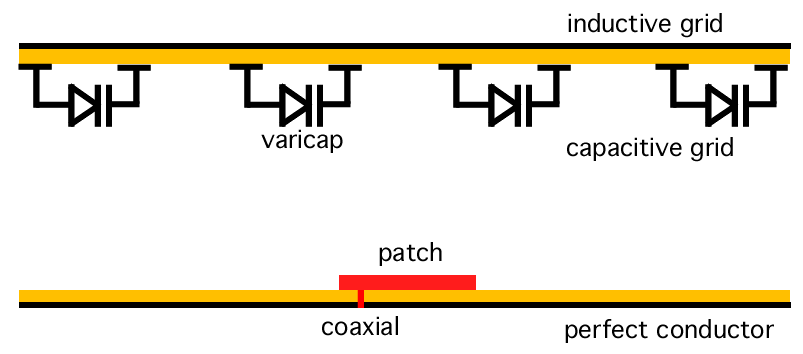 inductive grid
varicap
capacitive grid
patch
coaxial
perfect conductor